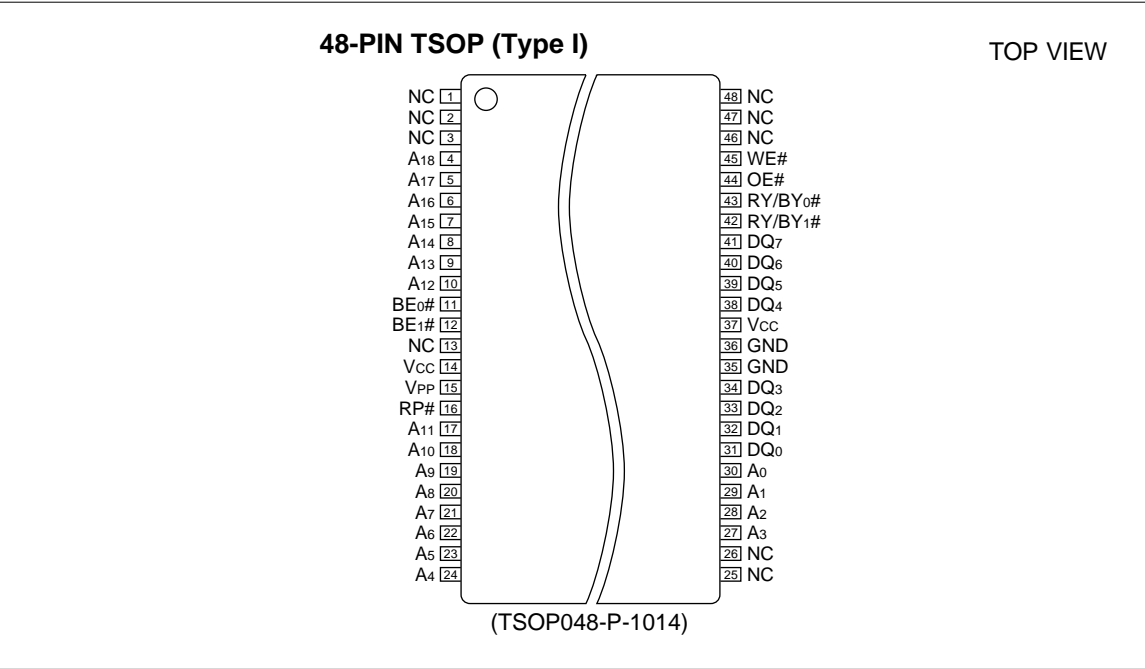 48-PIN TSOP (Type I)
TOP VIEW
NC 1
NC 2
NC 3
A18 4
A17 5
A16 6
A15 7
A14 8
A13 9
A12 10
BE0# 11
BE1# 12
NC 13
VCC 14
VPP 15
RP# 16
A11 17
A10 18
A9 19
A8 20
A7 21
A6 22
A5 23
A4 24
48 NC
47 NC
46 NC
45 WE#
44 OE#
43 RY/BY0#
42 RY/BY1#
41 DQ7
40 DQ6
39 DQ5
38 DQ4
37 VCC
36 GND
35 GND
34 DQ3
33 DQ2
32 DQ1
31 DQ0
30 A0
29 A1
28 A2
27 A3
26 NC
25 NC
(TSOP048-P-1014)